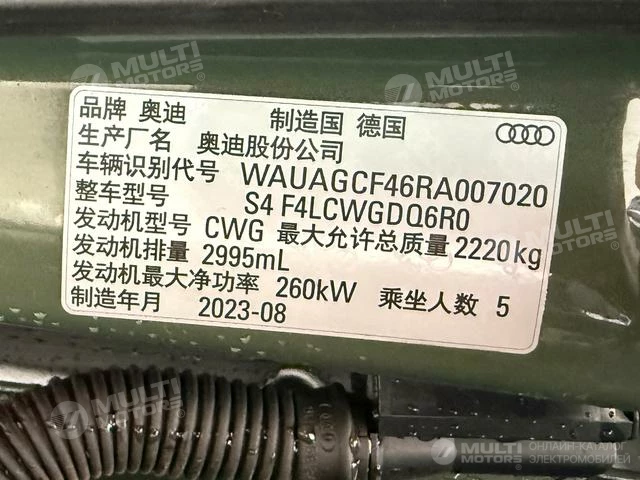 MULTI MOTORS
MULTI MOTORS
品牌 奥迪 制造国 德国
生产厂名 奥迪股份公司
车辆识别代号 WAUAGCF46RA007020
整车型号 S4 F4LCWGDQ6R0
发动机型号 CWG 最大允许总质量 2220kg
发动机排量 2995mL
发动机最大净功率 260kW 乘坐人数 5
制造年月 2023-08
MULTI MOTORS
MULTI MOTORS
MULTI MOTORS
ОНЛАЙН-КАТАЛОГ
ЭЛЕКТРОМОБИЛЕЙ